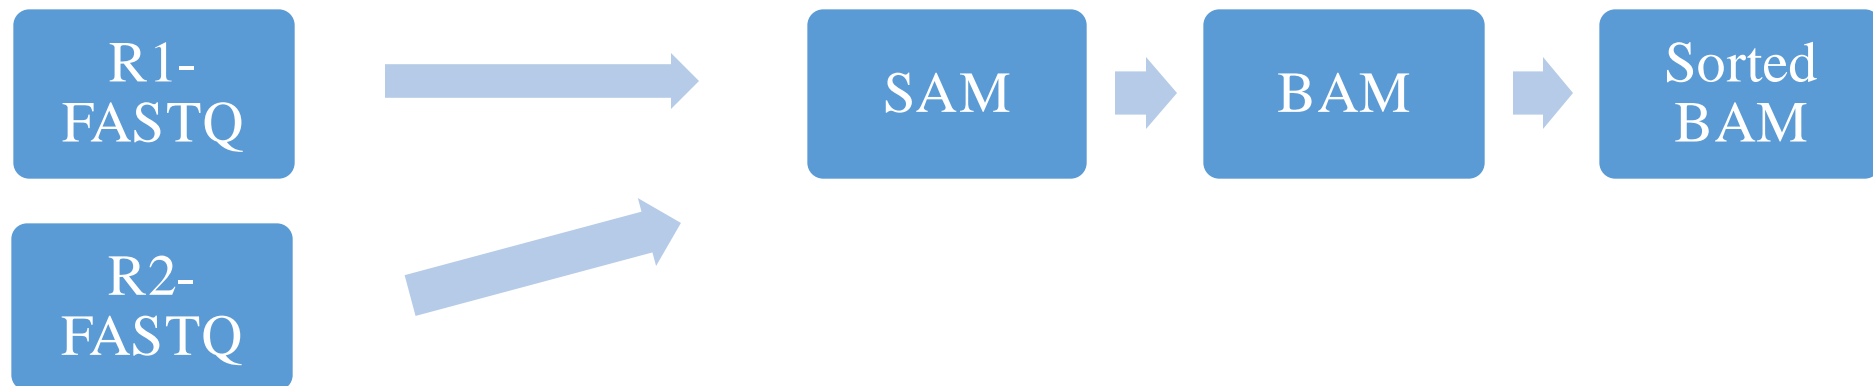 R1-
FASTQ
SAM
BAM
Sorted
BAM
R2-
FASTQ